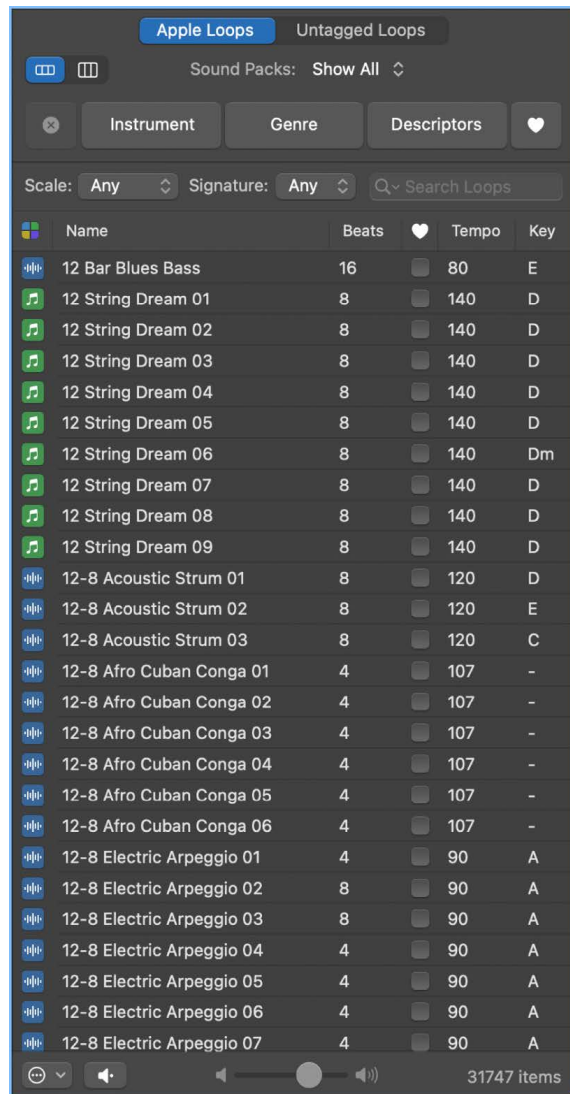 Apple Loops Untagged Loops
Sound Packs: Show All
Instrument Genre Descriptors
Scale: Any Signature: Any Search Loops
Name Beats Tempo Key
12 Bar Blues Bass 16 80 E
12 String Dream 01 8 140 D
12 String Dream 02 8 140 D
12 String Dream 03 8 140 D
12 String Dream 04 8 140 D
12 String Dream 05 8 140 D
12 String Dream 06 8 140 Dm
12 String Dream 07 8 140 D
12 String Dream 08 8 140 D
12 String Dream 09 8 140 D
12-8 Acoustic Strum 01 8 120 D
12-8 Acoustic Strum 02 8 120 E
12-8 Acoustic Strum 03 8 120 C
12-8 Afro Cuban Conga 01 4 107 -
12-8 Afro Cuban Conga 02 4 107 -
12-8 Afro Cuban Conga 03 4 107 -
12-8 Afro Cuban Conga 04 4 107 -
12-8 Afro Cuban Conga 05 4 107 -
12-8 Afro Cuban Conga 06 4 107 -
12-8 Electric Arpeggio 01 4 90 A
12-8 Electric Arpeggio 02 8 90 A
12-8 Electric Arpeggio 03 8 90 A
12-8 Electric Arpeggio 04 4 90 A
12-8 Electric Arpeggio 05 4 90 A
12-8 Electric Arpeggio 06 4 90 A
12-8 Electric Arpeggio 07 4 90 A
31747 items